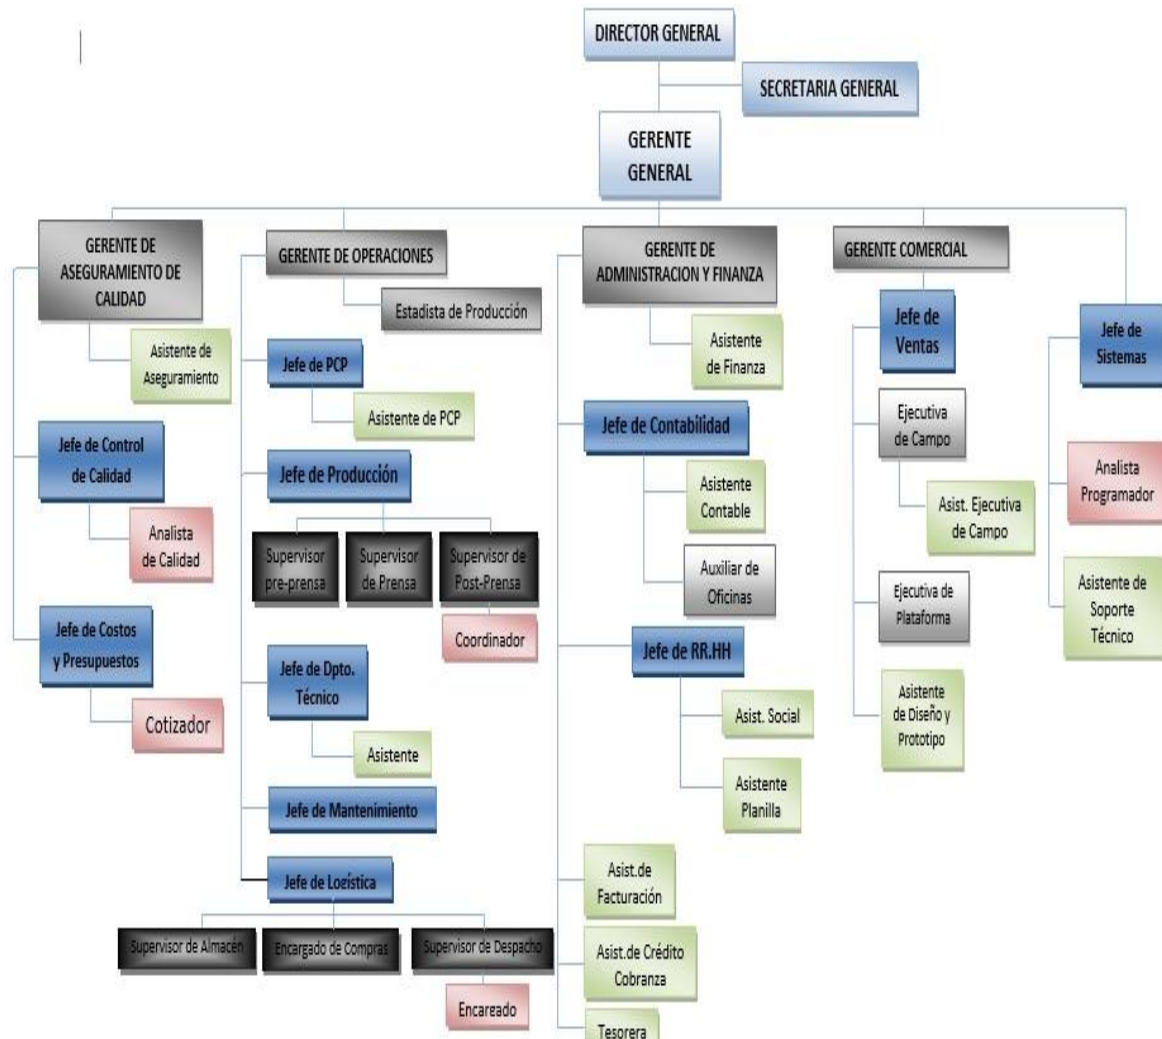 DIRECTOR GENERAL
SECRETARIA GENERAL
GERENTE
GENERAL
GERENTE DE
ASEGURAMIENTO DE
CALIDAD
Asistente de
Aseguramiento
Jefe de Control
de Calidad
Analista
de Calidad
Jefe de Costos
y Presupuestos
Cotizador
GERENTE DE OPERACIONES
Estadista de Producción
Jefe de PCP
Asistente de PCP
Jefe de Producción
Supervisor
pre-prensa
Supervisor
de Prensa
Supervisor de
Post-Prensa
Coordinador
Jefe de Dpto.
Técnico
Asistente
Jefe de Mantenimiento
Jefe de Logística
Supervisor de Almacén
Encargado de Compras
Supervisor de Despacho
Encargado
GERENTE DE
ADMINISTRACION Y FINANZA
Asistente
de Finanza
Jefe de Contabilidad
Asistente
Contable
Auxiliar de
Oficinas
Jefe de RR.HH
Asist. Social
Asistente
Planilla
Asist.de
Facturación
Asist.de Crédito
Cobranza
Tesorera
GERENTE COMERCIAL
Jefe de
Ventas
Ejecutiva
de Campo
Asist. Ejecutiva
de Campo
Ejecutiva de
Plataforma
Asistente
de Diseño y
Prototipo
Jefe de
Sistemas
Analista
Programador
Asistente de
Soporte
Técnico